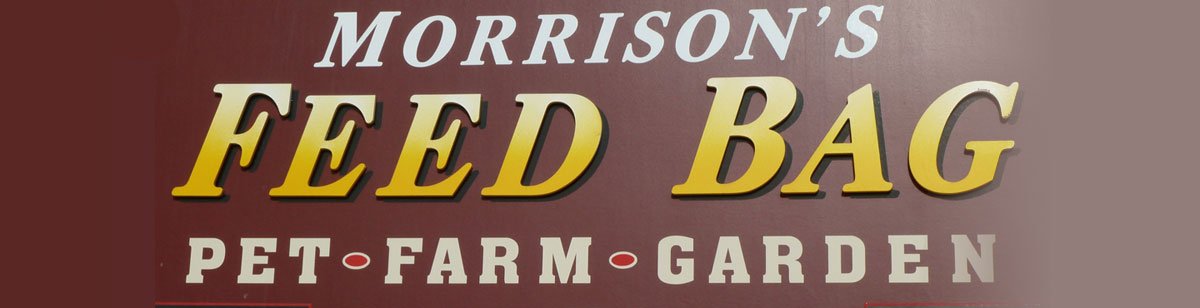 MORRISON'S
FEED BAG
PET • FARM • GARDEN